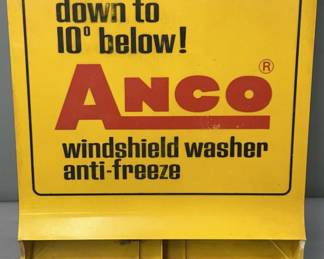 down to
10° below!
ANCO®
windshield washer
anti-freeze